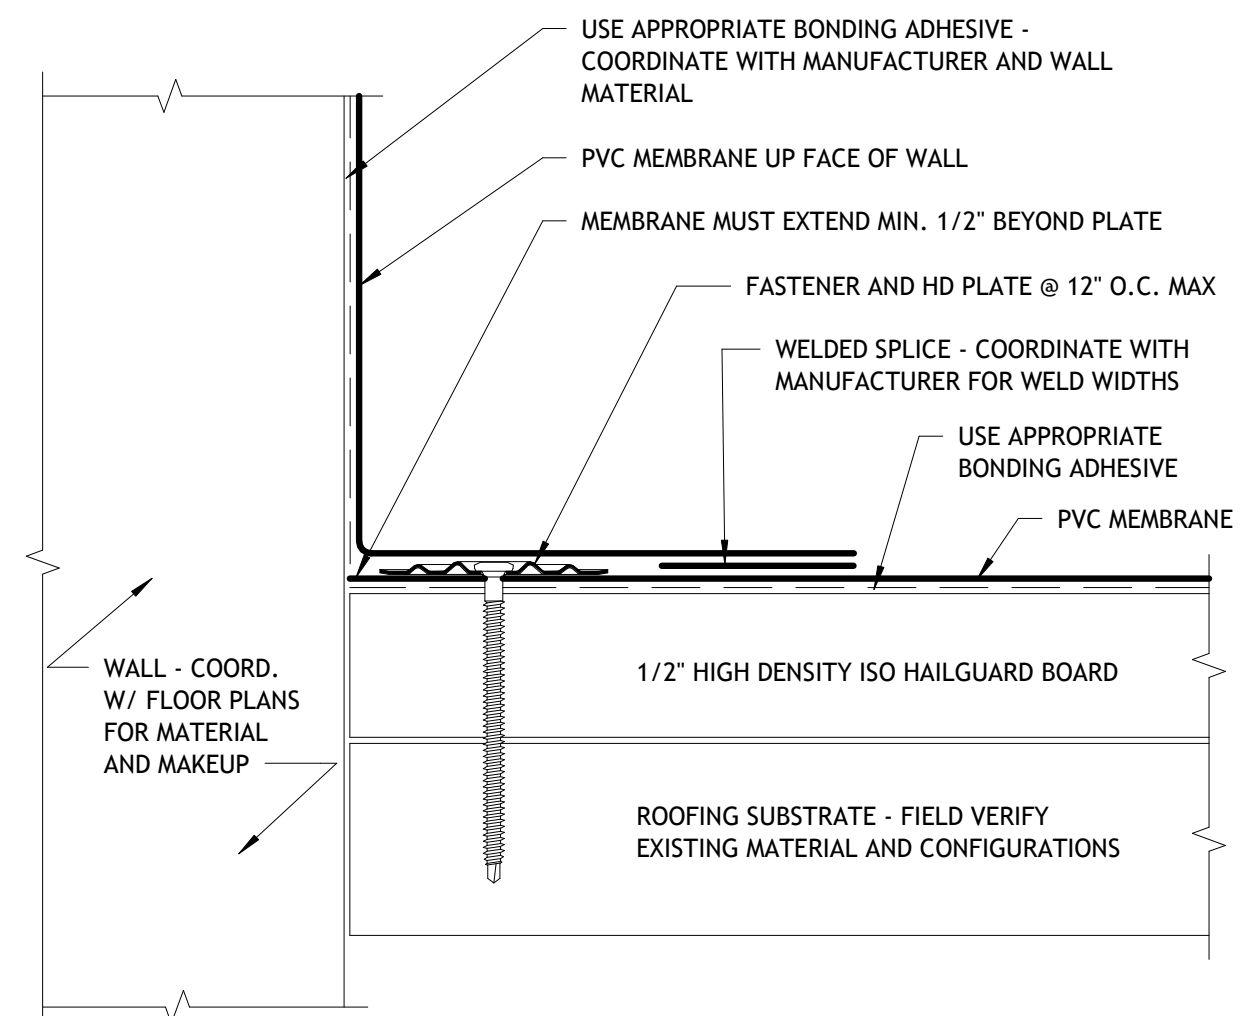 USE APPROPRIATE BONDING ADHESIVE -
COORDINATE WITH MANUFACTURER AND WALL
MATERIAL
PVC MEMBRANE UP FACE OF WALL
MEMBRANE MUST EXTEND MIN. 1/2" BEYOND PLATE
FASTENER AND HD PLATE @ 12" O.C. MAX
WELDED SPLICE - COORDINATE WITH
MANUFACTURER FOR WELD WIDTHS
USE APPROPRIATE
BONDING ADHESIVE
PVC MEMBRANE
WALL - COORD.
W/ FLOOR PLANS
FOR MATERIAL
AND MAKEUP
1/2" HIGH DENSITY ISO HAILGUARD BOARD
ROOFING SUBSTRATE - FIELD VERIFY
EXISTING MATERIAL AND CONFIGURATIONS